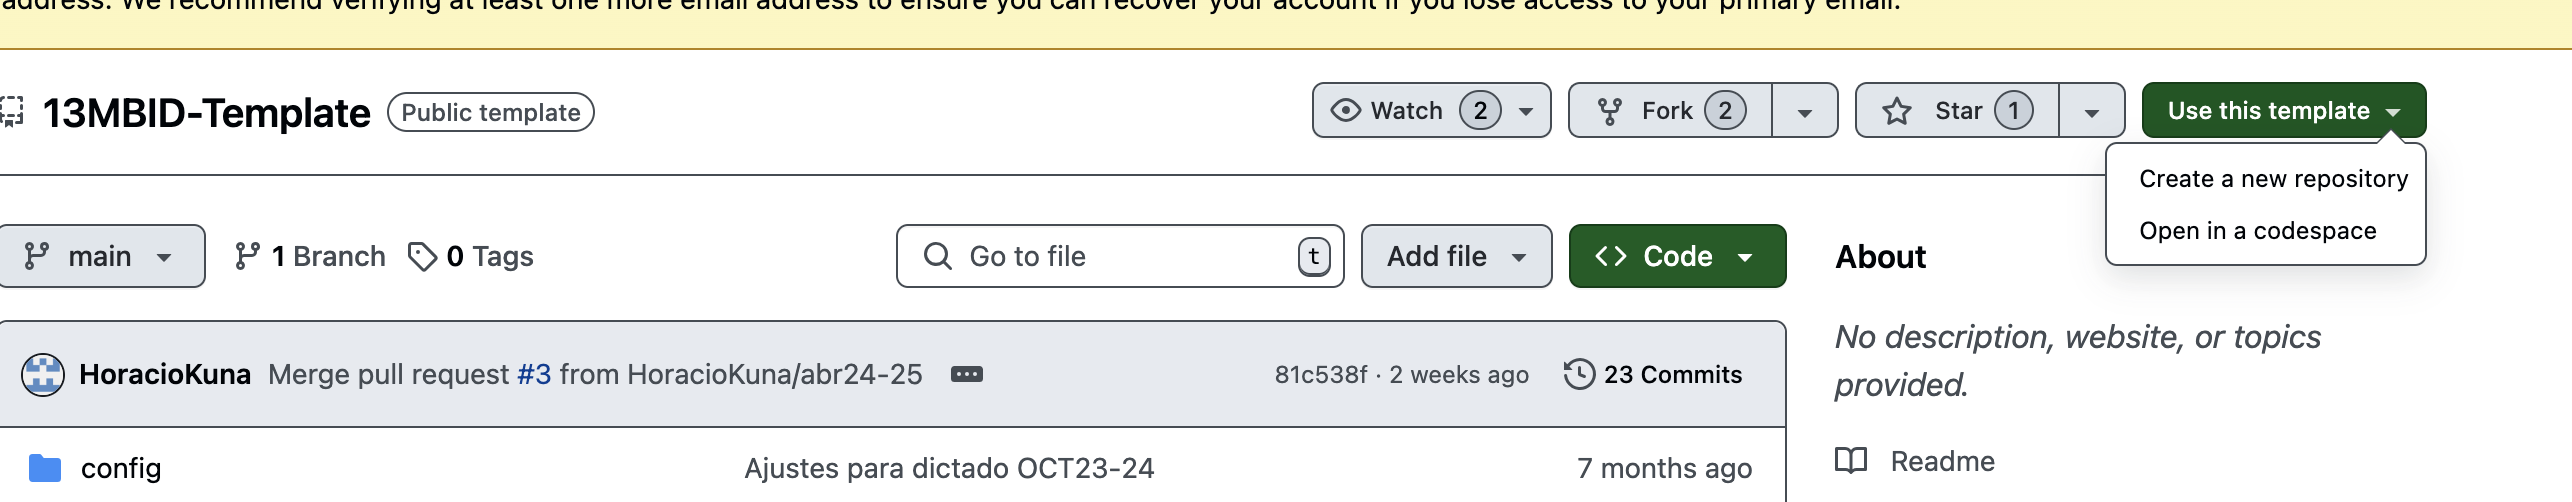 address. We recommend verifying at least one more email address to ensure you can recover your account if you lose access to your primary email.
13MBID-Template Public template
Watch 2 Fork 2 Star 1 Use this template
Create a new repository
Open in a codespace
main 1 Branch 0 Tags Go to file t Add file Code
About
No description, website, or topics
provided.
HoracioKuna Merge pull request #3 from HoracioKuna/abr24-25 81c538f · 2 weeks ago 23 Commits
config Ajustes para dictado OCT23-24 7 months ago
Readme